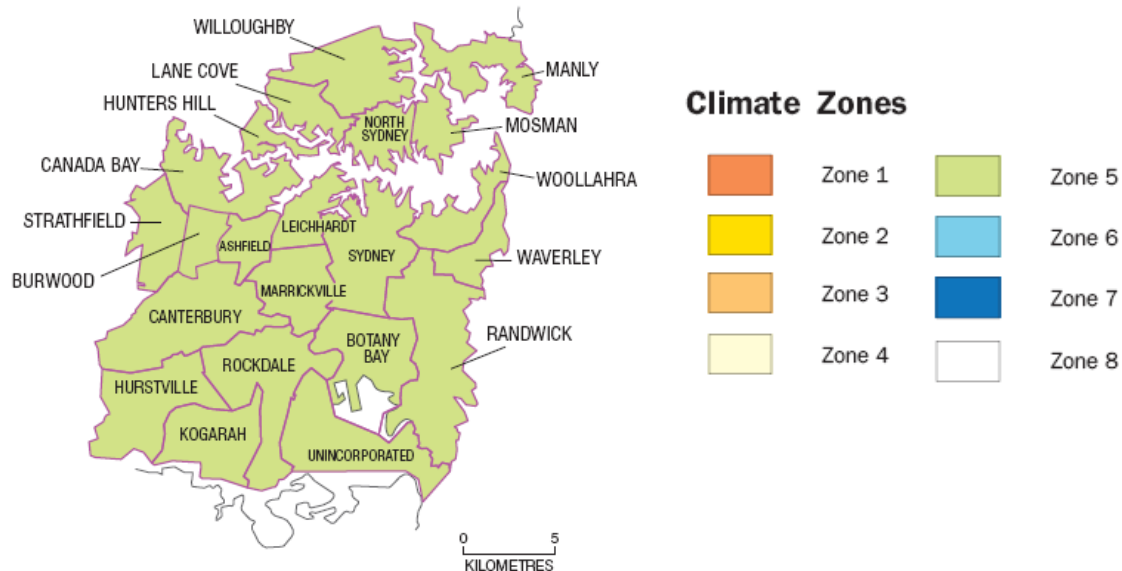 WILLOUGHBY
LANE COVE
HUNTERS HILL
CANADA BAY
STRATHFIELD
BURWOOD
MANLY
NORTH
SYDNEY
MOSMAN
WOOLLAHRA
LEICHHARDT
ASHFIELD
SYDNEY
WAVERLEY
MARRICKVILLE
CANTERBURY
BOTANY
BAY
RANDWICK
ROCKDALE
HURSTVILLE
KOGARAH
UNINCORPORATED
0 5
KILOMETRES
Climate Zones
Zone 1
Zone 2
Zone 3
Zone 4
Zone 5
Zone 6
Zone 7
Zone 8